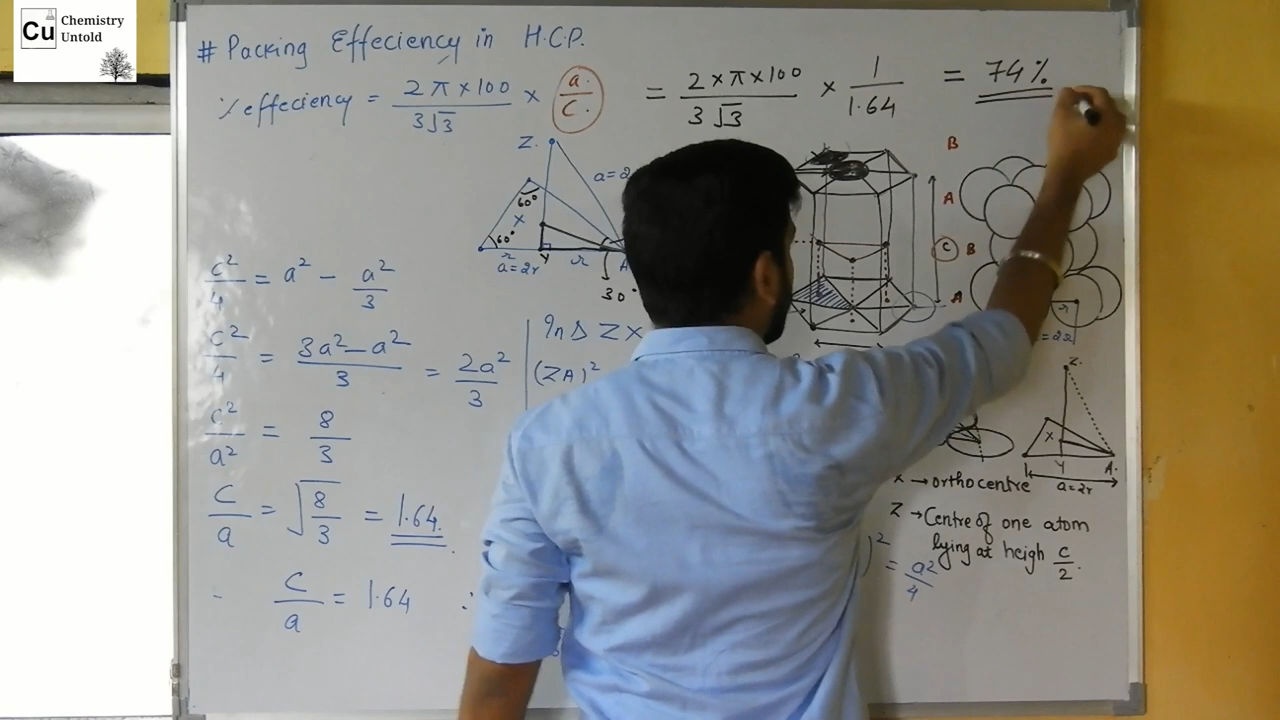 Cu Chemistry
Untold
# Packing Effeciency in H.C.P.
% effeciency = 2π×100 / 3√3 × a. / C. = 2×π×100 / 3√3 × 1 / 1.64 = 74%
Z.
a=2
60°
X
60°
r Y r A
a=2r
30°
B
A
C B
A
c²/4 = a² − a²/3
c²/4 = 3a²−a² / 3 = 2a²/3
c²/a² = 8/3
C/a = √8/3 = 1.64.
C/a = 1.64
In Δ ZX
(ZA)²
Z.
X
Y A.
a=2r
X → orthocentre
Z → Centre of one atom
lying at heigh c/2.
)² = a²/4